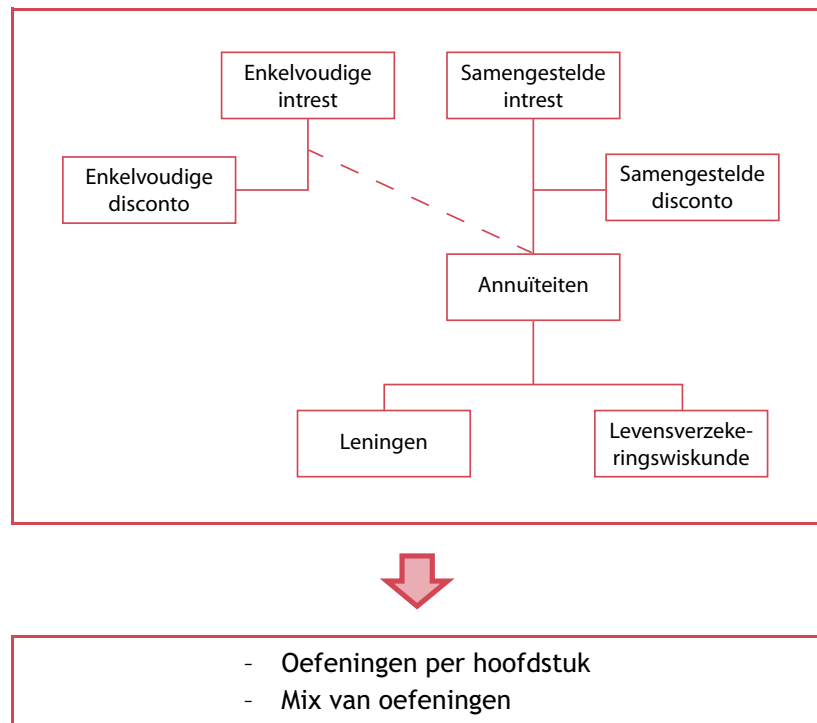 Enkelvoudige
intrest
Samengestelde
intrest
Enkelvoudige
disconto
Samengestelde
disconto
Annuïteiten
Leningen
Levensverzeke-
ringswiskunde
- Oefeningen per hoofdstuk
- Mix van oefeningen